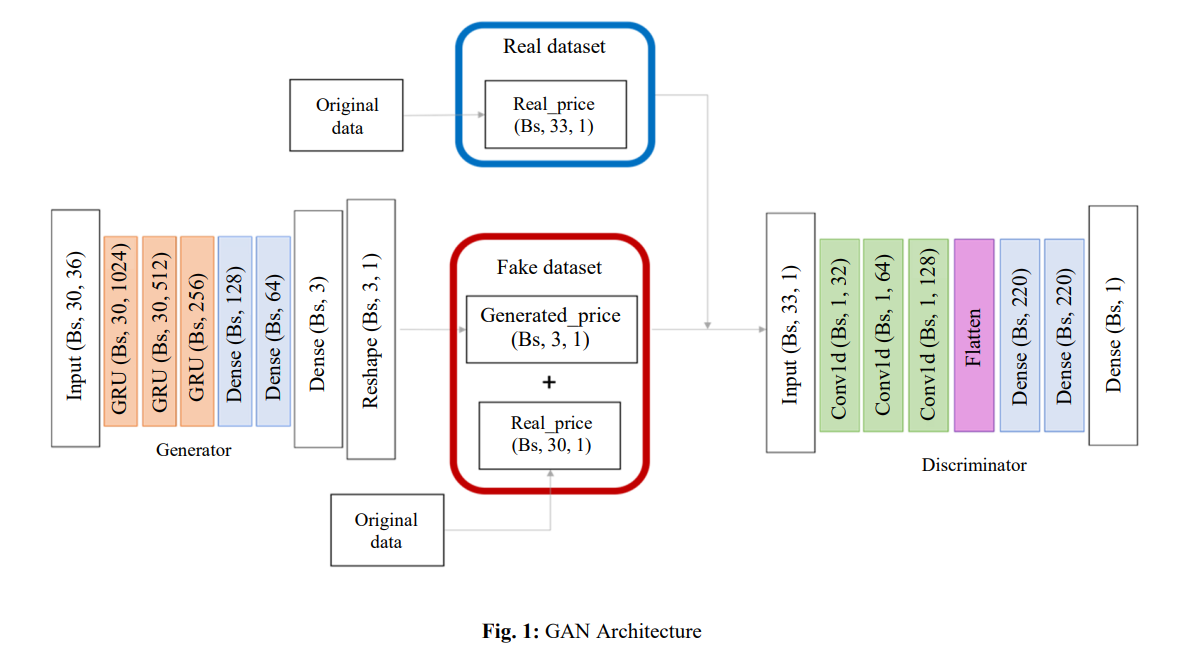 Real dataset
Original
data
Real_price
(Bs, 33, 1)
Input (Bs, 30, 36)
GRU (Bs, 30, 1024)
GRU (Bs, 30, 512)
GRU (Bs, 256)
Dense (Bs, 128)
Dense (Bs, 64)
Dense (Bs, 3)
Reshape (Bs, 3, 1)
Generator
Fake dataset
Generated_price
(Bs, 3, 1)
+
Real_price
(Bs, 30, 1)
Original
data
Input (Bs, 33, 1)
Conv1d (Bs, 1, 32)
Conv1d (Bs, 1, 64)
Conv1d (Bs, 1, 128)
Flatten
Dense (Bs, 220)
Dense (Bs, 220)
Dense (Bs, 1)
Discriminator
Fig. 1: GAN Architecture